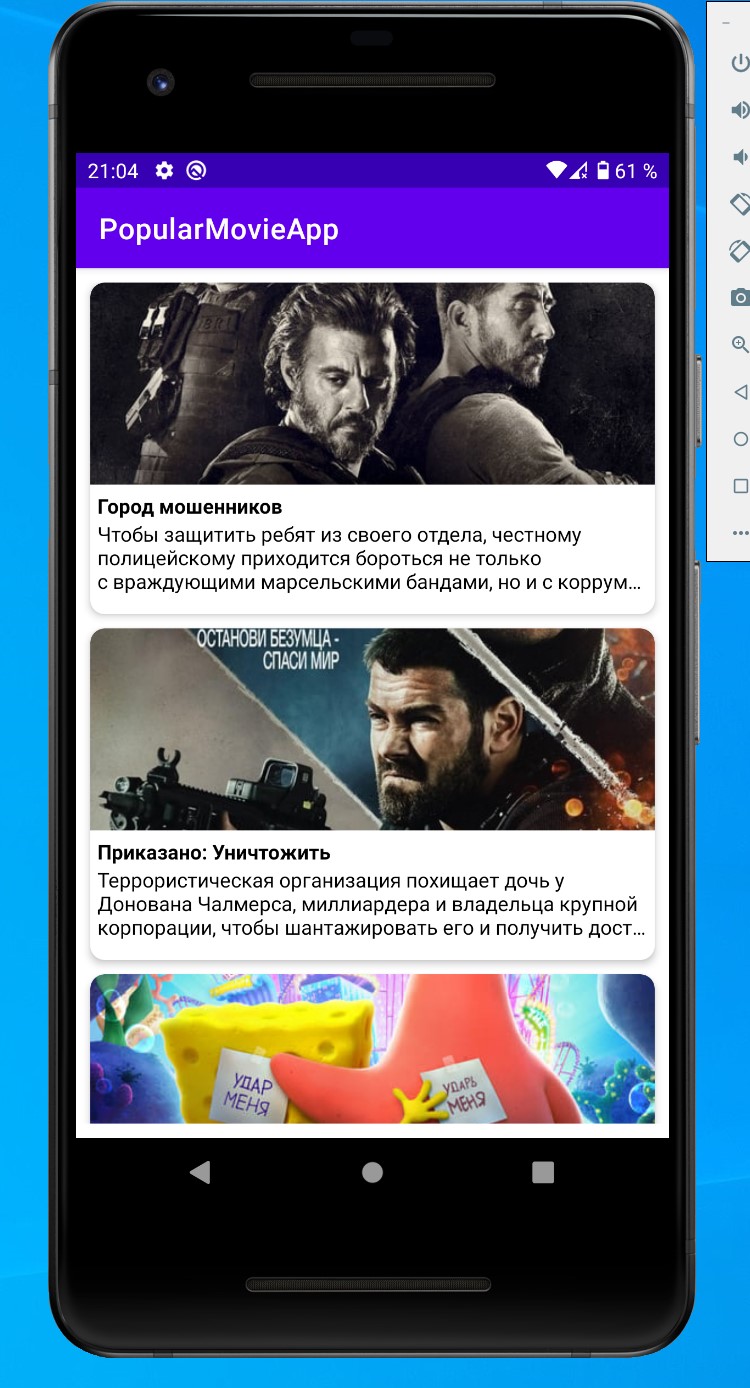 21:04
61 %
PopularMovieApp
Город мошенников
Чтобы защитить ребят из своего отдела, честному
полицейскому приходится бороться не только
с враждующими марсельскими бандами, но и с коррум…
ОСТАНОВИ БЕЗУМЦА -
СПАСИ МИР
Приказано: Уничтожить
Террористическая организация похищает дочь у
Донована Чалмерса, миллиардера и владельца крупной
корпорации, чтобы шантажировать его и получить дост…
УДАР
МЕНЯ
УДАРЬ
МЕНЯ